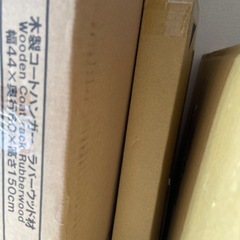 木製コートハンガー ラバーウッド材
Wooden Coat Rack Rubberwood
幅44×奥行60×高さ150cm